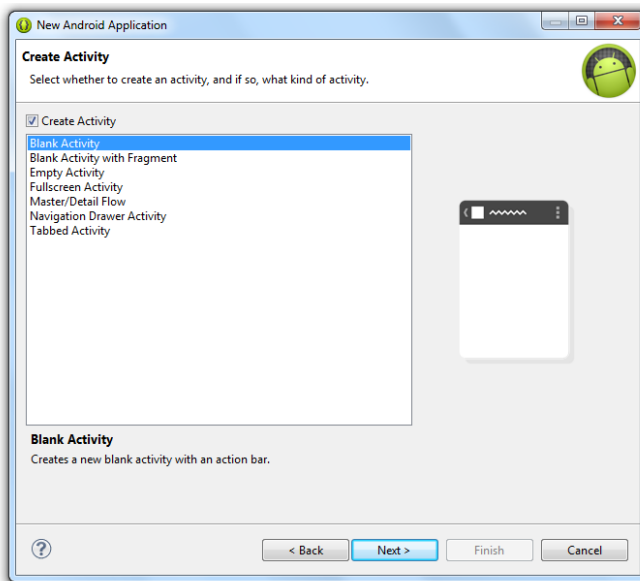 New Android Application
Create Activity
Select whether to create an activity, and if so, what kind of activity.
Create Activity
Blank Activity
Blank Activity with Fragment
Empty Activity
Fullscreen Activity
Master/Detail Flow
Navigation Drawer Activity
Tabbed Activity
Blank Activity
Creates a new blank activity with an action bar.
? < Back Next > Finish Cancel